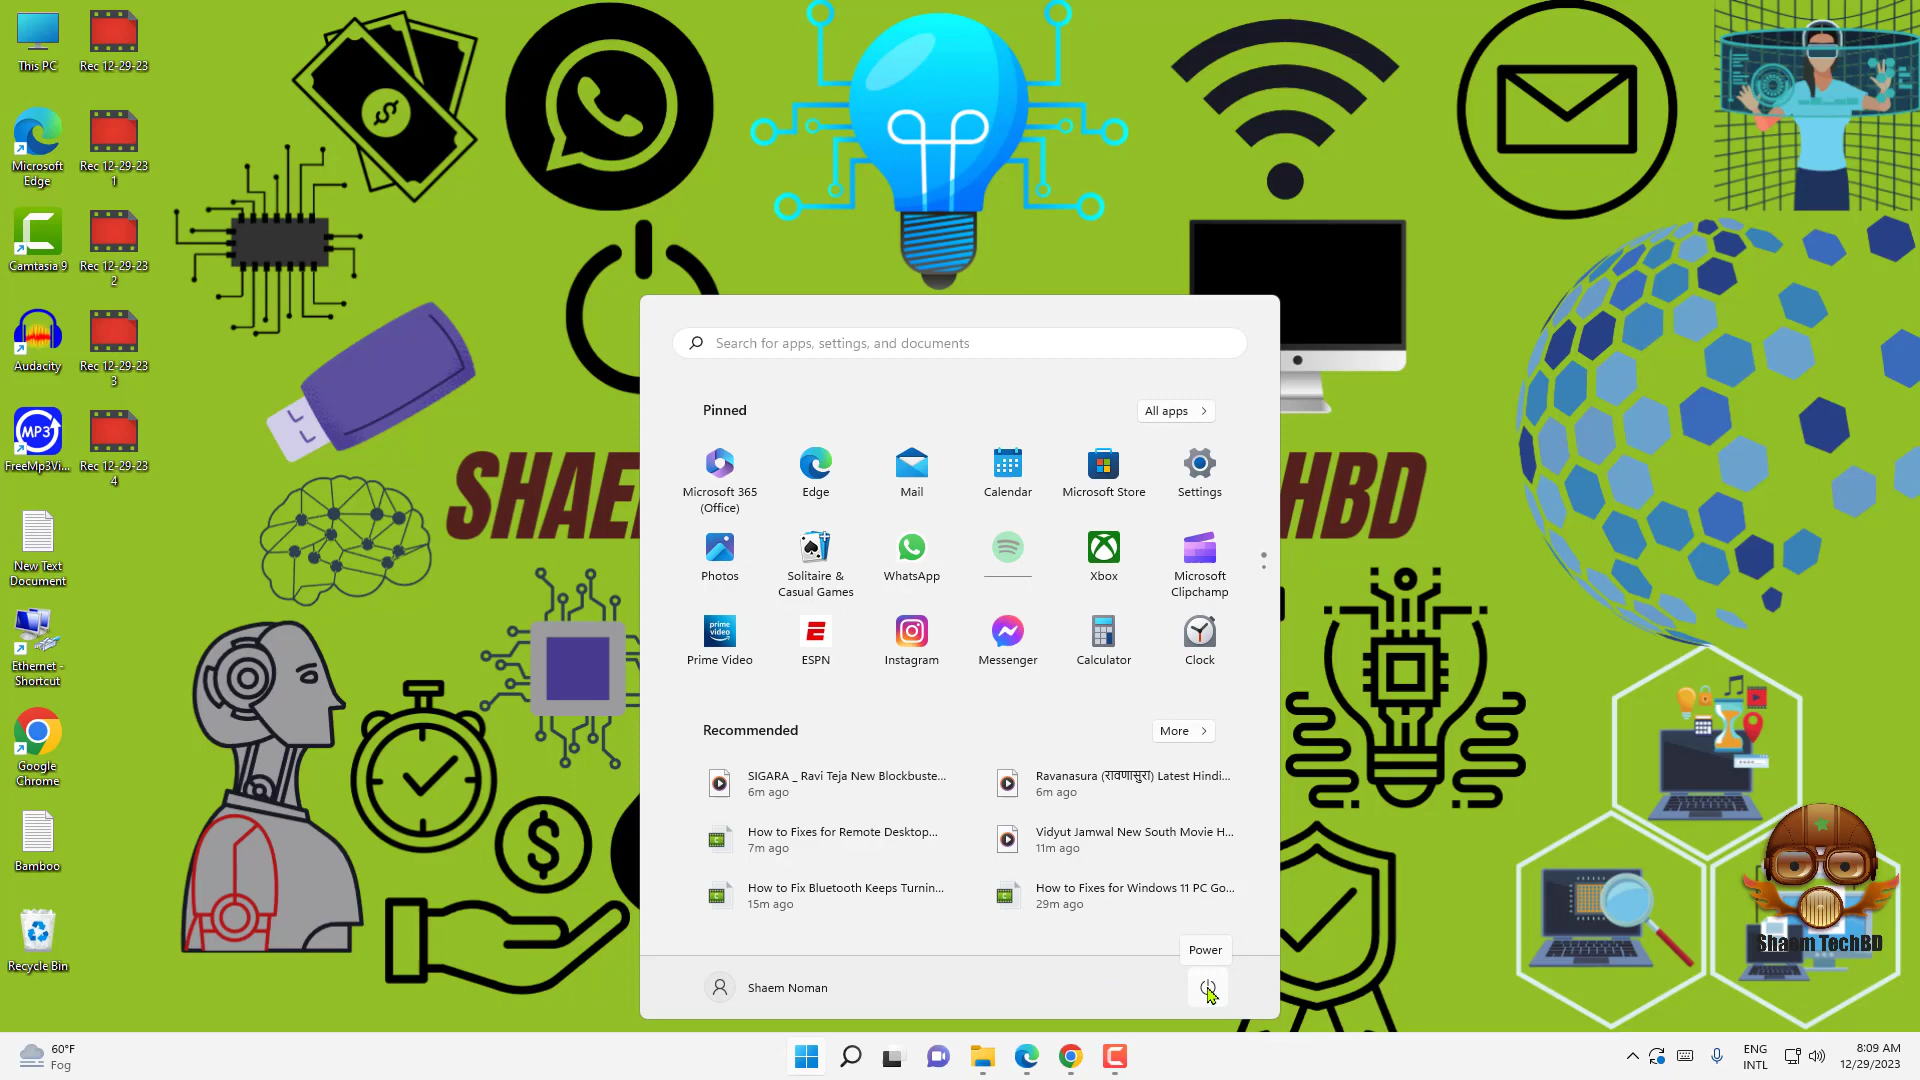 This PC
Rec 12-29-23
Microsoft
Edge
Rec 12-29-23
1
Camtasia 9
Rec 12-29-23
2
Audacity
Rec 12-29-23
3
FreeMp3Vi...
Rec 12-29-23
4
New Text
Document
Ethernet -
Shortcut
Google
Chrome
Bamboo
Recycle Bin
SHAEM
HBD
MP3
Search for apps, settings, and documents
Pinned
All apps
Microsoft 365
(Office)
Edge
Mail
Calendar
Microsoft Store
Settings
Photos
Solitaire &
Casual Games
WhatsApp
Xbox
Microsoft
Clipchamp
prime
video
Prime Video
ESPN
Instagram
Messenger
Calculator
Clock
Recommended
More
SIGARA _ Ravi Teja New Blockbuste...
6m ago
Ravanasura (रावणासुरा) Latest Hindi...
6m ago
How to Fixes for Remote Desktop...
7m ago
Vidyut Jamwal New South Movie H...
11m ago
How to Fix Bluetooth Keeps Turnin...
15m ago
How to Fixes for Windows 11 PC Go...
29m ago
Power
Shaem Noman
Shaem TechBD
60°F
Fog
ENG
INTL
8:09 AM
12/29/2023